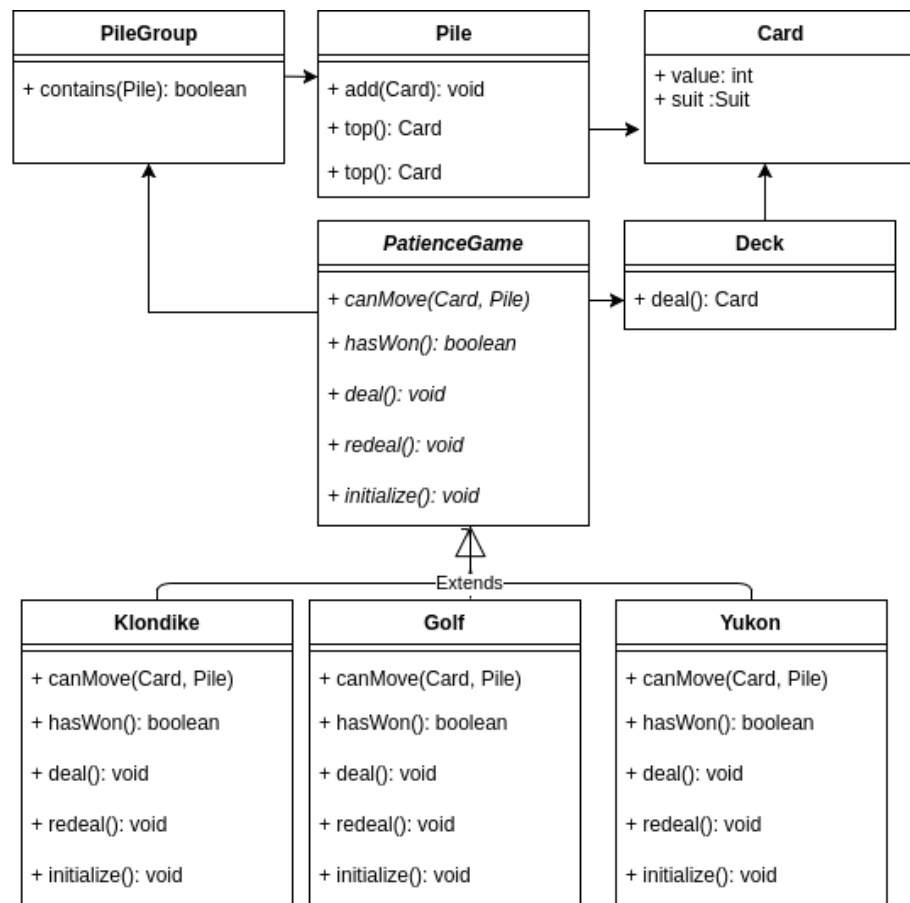 PileGroup
+ contains(Pile): boolean
Pile
+ add(Card): void
+ top(): Card
+ top(): Card
Card
+ value: int
+ suit :Suit
PatienceGame
+ canMove(Card, Pile)
+ hasWon(): boolean
+ deal(): void
+ redeal(): void
+ initialize(): void
Deck
+ deal(): Card
Extends
Klondike
+ canMove(Card, Pile)
+ hasWon(): boolean
+ deal(): void
+ redeal(): void
+ initialize(): void
Golf
+ canMove(Card, Pile)
+ hasWon(): boolean
+ deal(): void
+ redeal(): void
+ initialize(): void
Yukon
+ canMove(Card, Pile)
+ hasWon(): boolean
+ deal(): void
+ redeal(): void
+ initialize(): void